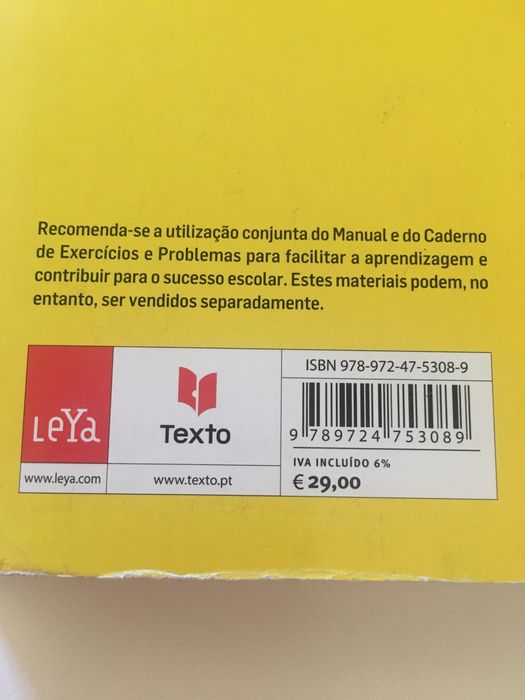 Recomenda-se a utilização conjunta do Manual e do Caderno
de Exercícios e Problemas para facilitar a aprendizagem e
contribuir para o sucesso escolar. Estes materiais podem, no
entanto, ser vendidos separadamente.
LeYa
Texto
www.leya.com
www.texto.pt
ISBN 978-972-47-5308-9
9 789724 753089
IVA INCLUÍDO 6%
€ 29,00